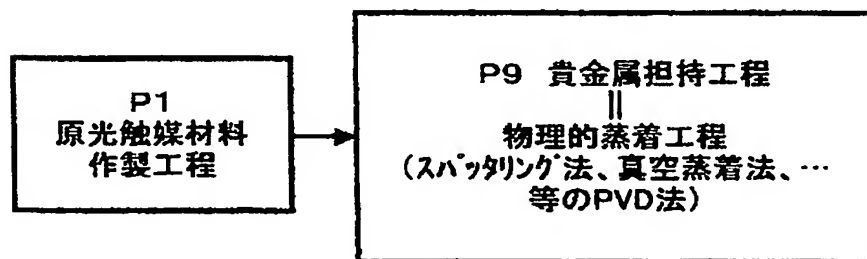 P1
原光触媒材料
作製工程
P9 貴金属担持工程
||
物理的蒸着工程
(スパッタリング法、真空蒸着法、…
等のPVD法)